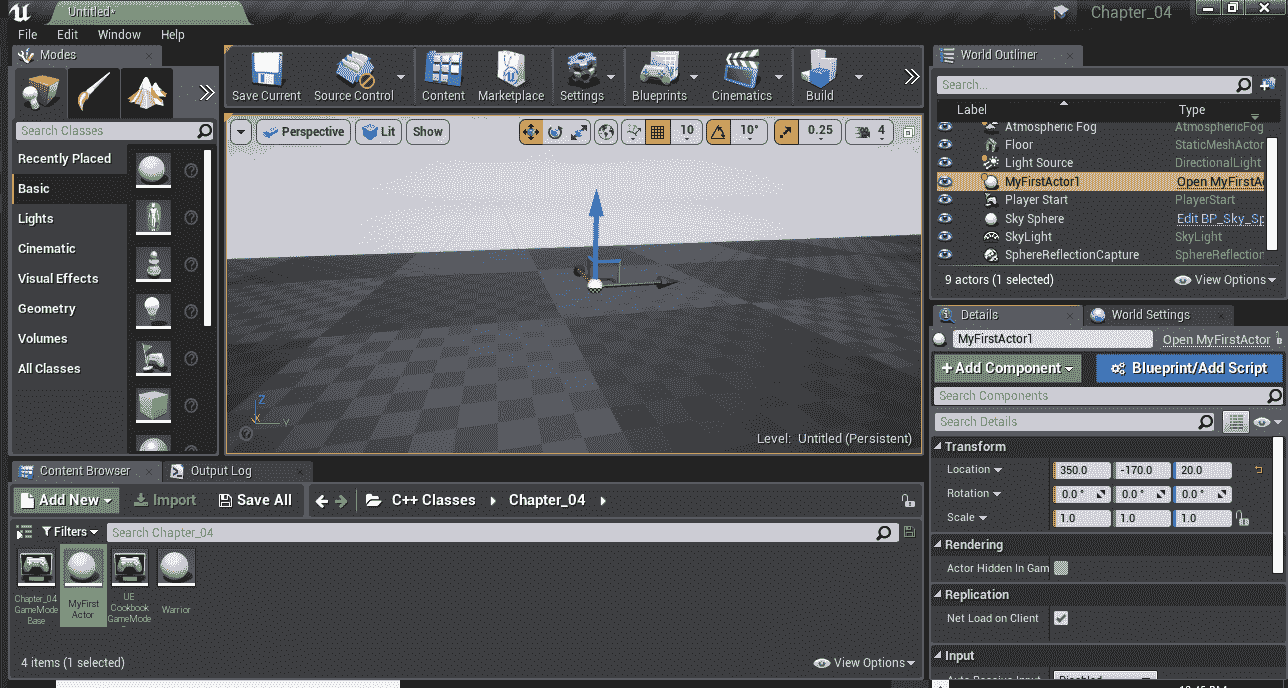 Untitled*
Chapter_04
File Edit Window Help
Modes
Search Classes
Recently Placed
Basic
Lights
Cinematic
Visual Effects
Geometry
Volumes
All Classes
Save Current Source Control Content Marketplace Settings Blueprints Cinematics Build
Perspective Lit Show 10 10° 0.25 4
Z
X
Y
Level: Untitled (Persistent)
World Outliner
Search...
Label Type
Atmospheric Fog AtmosphericFog
Floor StaticMeshActor
Light Source DirectionalLight
MyFirstActor1 Open MyFirstA
Player Start PlayerStart
Sky Sphere Edit BP_Sky_Sp
SkyLight SkyLight
SphereReflectionCapture SphereReflection
9 actors (1 selected) View Options
Details World Settings
MyFirstActor1 Open MyFirstActor
+Add Component Blueprint/Add Script
Search Components
Search Details
Transform
Location 350.0 -170.0 20.0
Rotation 0.0 ° 0.0 ° 0.0 °
Scale 1.0 1.0 1.0
Rendering
Actor Hidden In Gam
Replication
Net Load on Client
Input
Content Browser Output Log
Add New Import Save All C++ Classes Chapter_04
Filters Search Chapter_04
Chapter_04
GameMode
Base
MyFirst
Actor
UE
Cookbook
GameMode
Warrior
4 items (1 selected) View Options